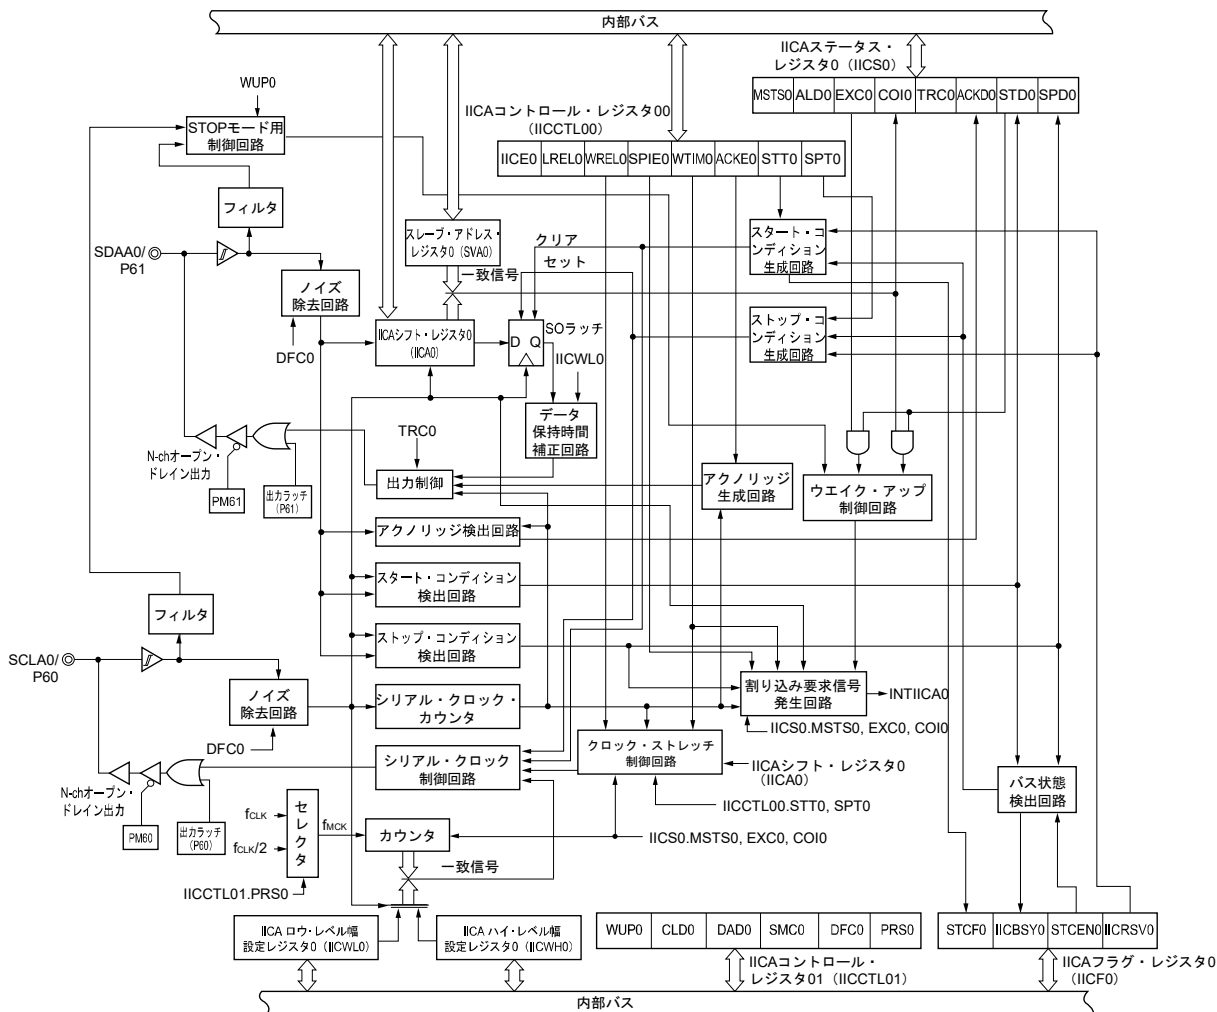 内部バス
IICAステータス・
レジスタ0（IICS0）
MSTS0 ALD0 EXC0 COI0 TRC0 ACKD0 STD0 SPD0
WUP0
STOPモード用
制御回路
IICAコントロール・レジスタ00
（IICCTL00）
IICE0 LREL0 WREL0 SPIE0 WTIM0 ACKE0 STT0 SPT0
フィルタ
SDAA0/
P61
スレーブ・アドレス・
レジスタ0（SVA0）
クリア
セット
一致信号
スタート・コ
ンディション
生成回路
ノイズ
除去回路
DFC0
IICAシフト・レジスタ0
（IICA0）
D Q
SOラッチ
IICWL0
ストップ・コ
ンディション
生成回路
データ
保持時間
補正回路
TRC0
N-chオープン・
ドレイン出力
PM61
出力ラッチ
（P61）
出力制御
アクノリッジ
生成回路
ウエイク・アップ
制御回路
アクノリッジ検出回路
スタート・コンディション
検出回路
フィルタ
ストップ・コンディション
検出回路
SCLA0/
P60
ノイズ
除去回路
DFC0
シリアル・クロック・
カウンタ
割り込み要求信号
発生回路
INTIICA0
IICS0.MSTS0, EXC0, COI0
シリアル・クロック
制御回路
クロック・ストレッチ
制御回路
IICAシフト・レジスタ0
（IICA0）
IICCTL00.STT0, SPT0
バス状態
検出回路
N-chオープン・
ドレイン出力
PM60
出力ラッチ
（P60）
fCLK
fCLK/2
セレクタ
fMCK
カウンタ
IICS0.MSTS0, EXC0, COI0
一致信号
IICCTL01.PRS0
IICA ロウ・レベル幅
設定レジスタ0（IICWL0）
IICA ハイ・レベル幅
設定レジスタ0（IICWH0）
WUP0 CLD0 DAD0 SMC0 DFC0 PRS0
STCF0 IICBSY0 STCEN0 IICRSV0
IICAコントロール・
レジスタ01（IICCTL01）
IICAフラグ・レジスタ0
（IICF0）
内部バス